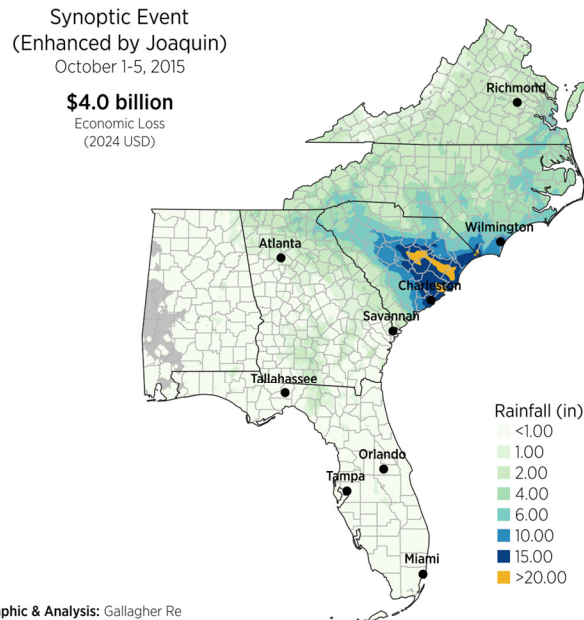 Synoptic Event
(Enhanced by Joaquin)
October 1-5, 2015
$4.0 billion
Economic Loss
(2024 USD)
Richmond
Wilmington
Atlanta
Charleston
Savannah
Tallahassee
Orlando
Tampa
Miami
Rainfall (in)
<1.00
1.00
2.00
4.00
6.00
10.00
15.00
>20.00
aphic & Analysis: Gallagher Re